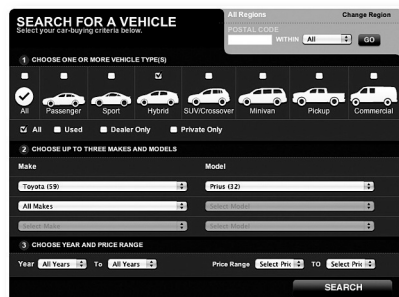 SEARCH FOR A VEHICLE
Select your car-buying criteria below.
All Regions Change Region
POSTAL CODE
WITHIN All GO
1 CHOOSE ONE OR MORE VEHICLE TYPE(S)
All Passenger Sport Hybrid SUV/Crossover Minivan Pickup Commercial
All Used Dealer Only Private Only
2 CHOOSE UP TO THREE MAKES AND MODELS
Make Model
Toyota (59) Prius (32)
All Makes Select Model
Select Make Select Model
3 CHOOSE YEAR AND PRICE RANGE
Year All Years To All Years Price Range Select Pric TO Select Pric
SEARCH